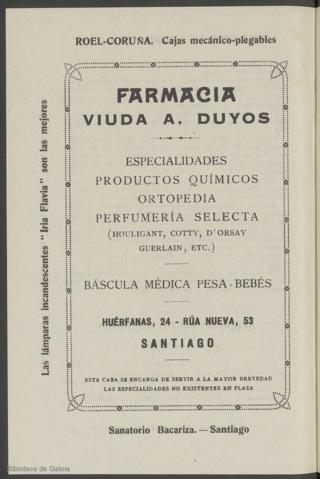 ROEL-CORUÑA. Cajas mecánico-plegables
Las lámparas incandescentes "Iria Flavia" son las mejores
FARMACIA
VIUDA A. DUYOS
ESPECIALIDADES
PRODUCTOS QUÍMICOS
ORTOPEDIA
PERFUMERÍA SELECTA
(HOULIGANT, COTTY, D'ORSAY
GUERLAIN, ETC.)
BÁSCULA MÉDICA PESA-BEBÉS
HUÉRFANAS, 24 - RÚA NUEVA, 53
SANTIAGO
ESTA CASA SE ENCARGA DE SERVIR A LA MAYOR BREVEDAD
LAS ESPECIALIDADES NO EXISTENTES EN PLAZA
Sanatorio Bacariza. — Santiago
Biblioteca de Galicia